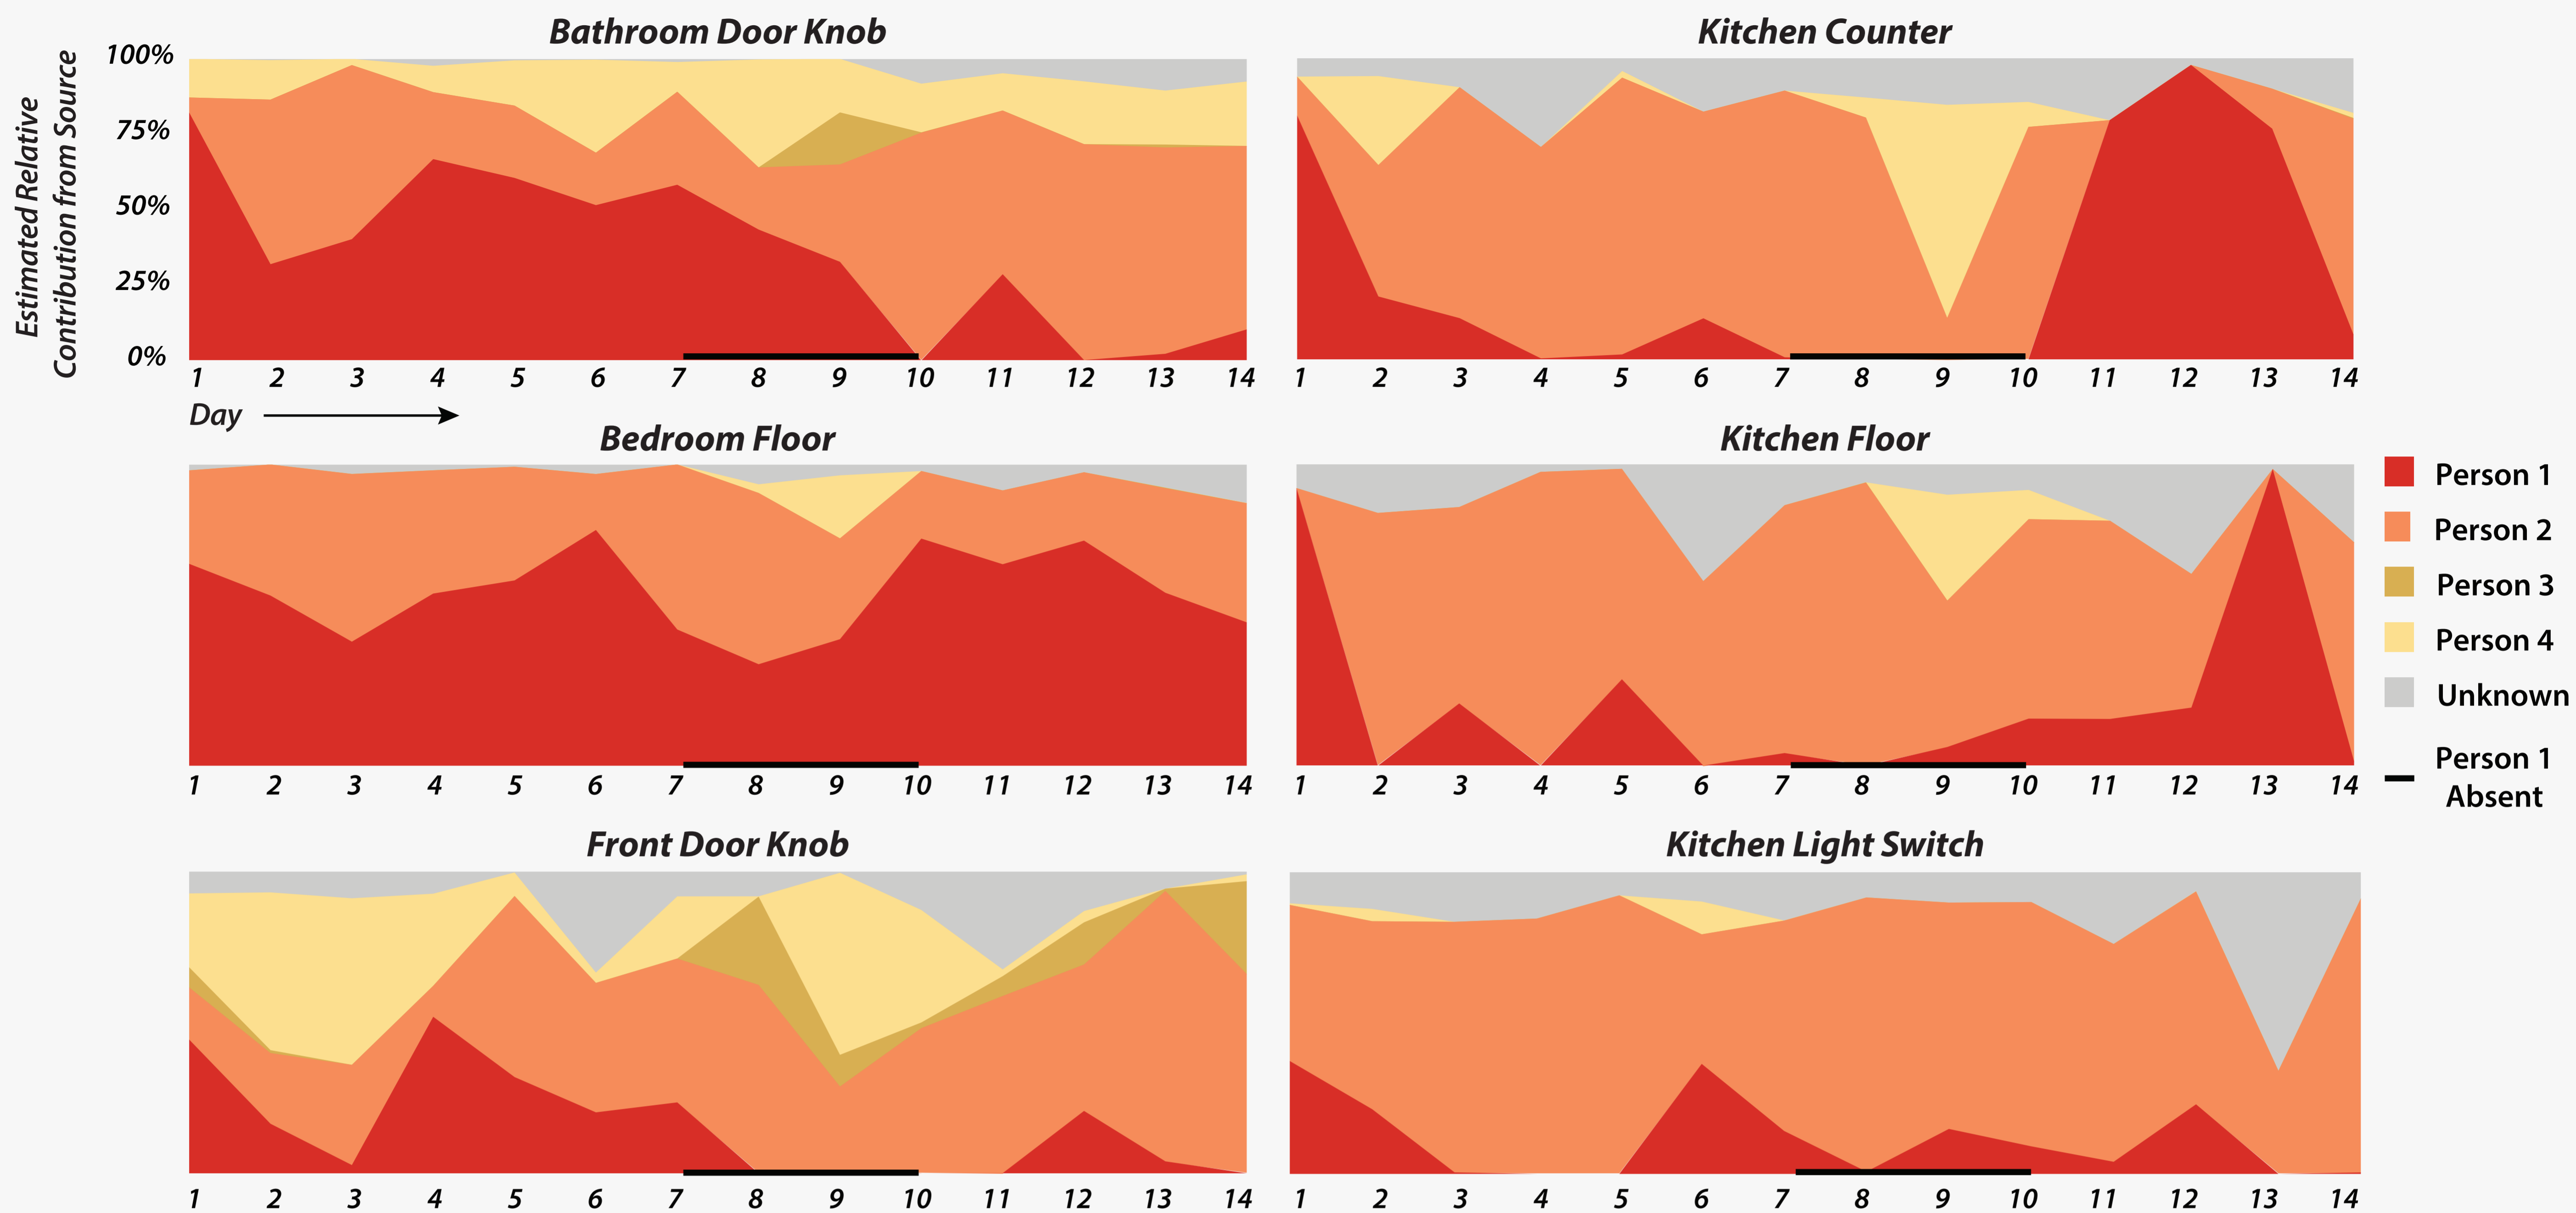 Bathroom Door Knob
Kitchen Counter
Estimated Relative
Contribution from Source
100%
75%
50%
25%
0%
1 2 3 4 5 6 7 8 9 10 11 12 13 14
1 2 3 4 5 6 7 8 9 10 11 12 13 14
Day
Bedroom Floor
Kitchen Floor
1 2 3 4 5 6 7 8 9 10 11 12 13 14
1 2 3 4 5 6 7 8 9 10 11 12 13 14
Front Door Knob
Kitchen Light Switch
1 2 3 4 5 6 7 8 9 10 11 12 13 14
1 2 3 4 5 6 7 8 9 10 11 12 13 14
Person 1
Person 2
Person 3
Person 4
Unknown
Person 1
Absent